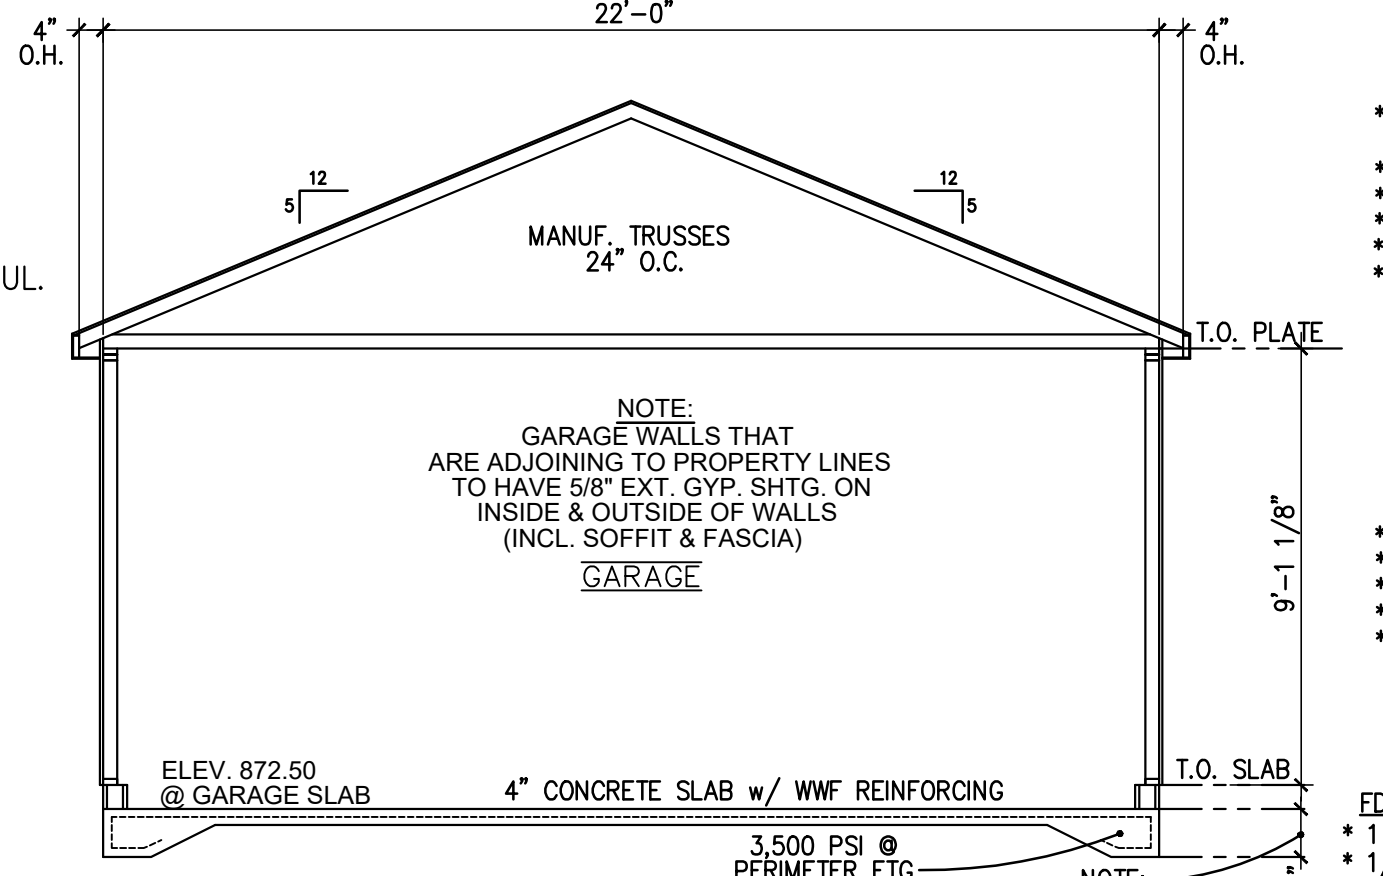 22'-0"
4"
O.H.
4"
O.H.
12
5
12
5
MANUF. TRUSSES
24" O.C.
UL.
T.O. PLATE
NOTE:
GARAGE WALLS THAT
ARE ADJOINING TO PROPERTY LINES
TO HAVE 5/8" EXT. GYP. SHTG. ON
INSIDE & OUTSIDE OF WALLS
(INCL. SOFFIT & FASCIA)
GARAGE
9'-1 1/8"
ELEV. 872.50
@ GARAGE SLAB
4" CONCRETE SLAB w/ WWF REINFORCING
T.O. SLAB
3,500 PSI @
PERIMETER FTG
NOTE:
FD
* 1
* 1
*
*
*
*
*
*
*
*
*
*
*